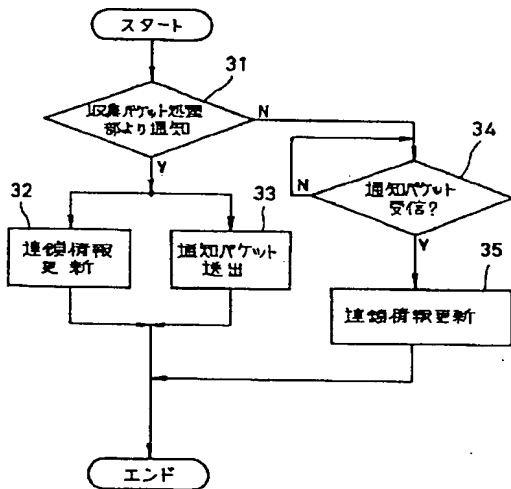 スタート
31
収集パケット処理
部より通知
N
Y
34
通知パケット
受信?
N
Y
32
連鎖情報
更新
33
通知パケット
送出
35
連鎖情報更新
エンド